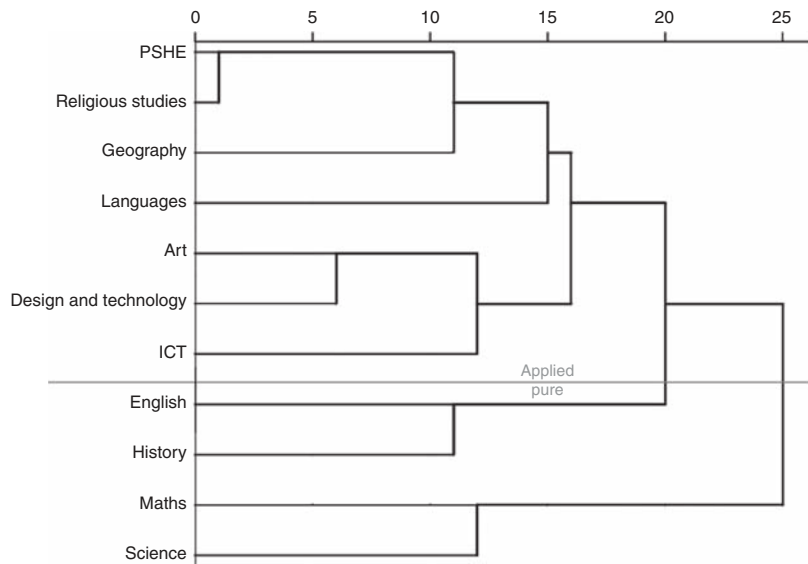 0 5 10 15 20 25
PSHE
Religious studies
Geography
Languages
Art
Design and technology
ICT
Applied
pure
English
History
Maths
Science